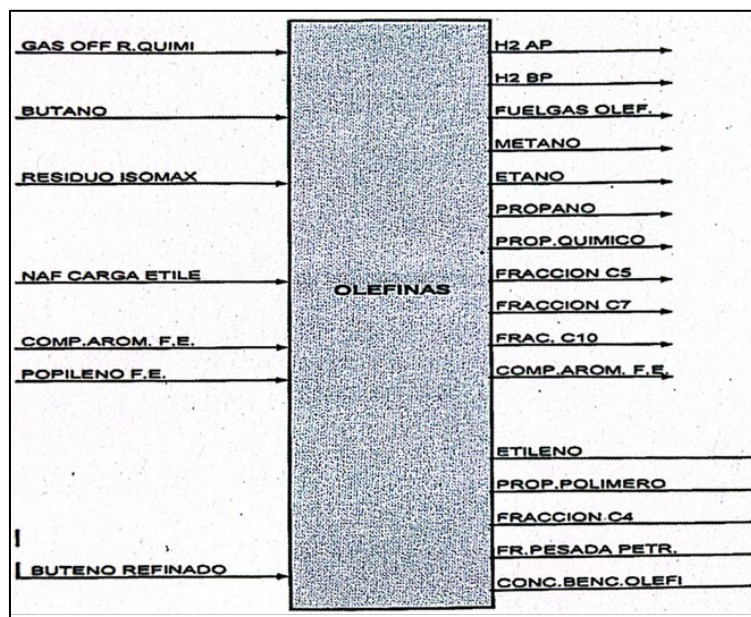 GAS OFF R.QUIMI
BUTANO
RESIDUO ISOMAX
NAF CARGA ETILE
COMP.AROM. F.E.
POPILENO F.E.
BUTENO REFINADO
OLEFINAS
H2 AP
H2 BP
FUELGAS OLEF.
METANO
ETANO
PROPANO
PROP.QUIMICO
FRACCION C5
FRACCION C7
FRAC. C10
COMP.AROM. F.E.
ETILENO
PROP.POLIMERO
FRACCION C4
FR.PESADA PETR.
CONC.BENC.OLEFI